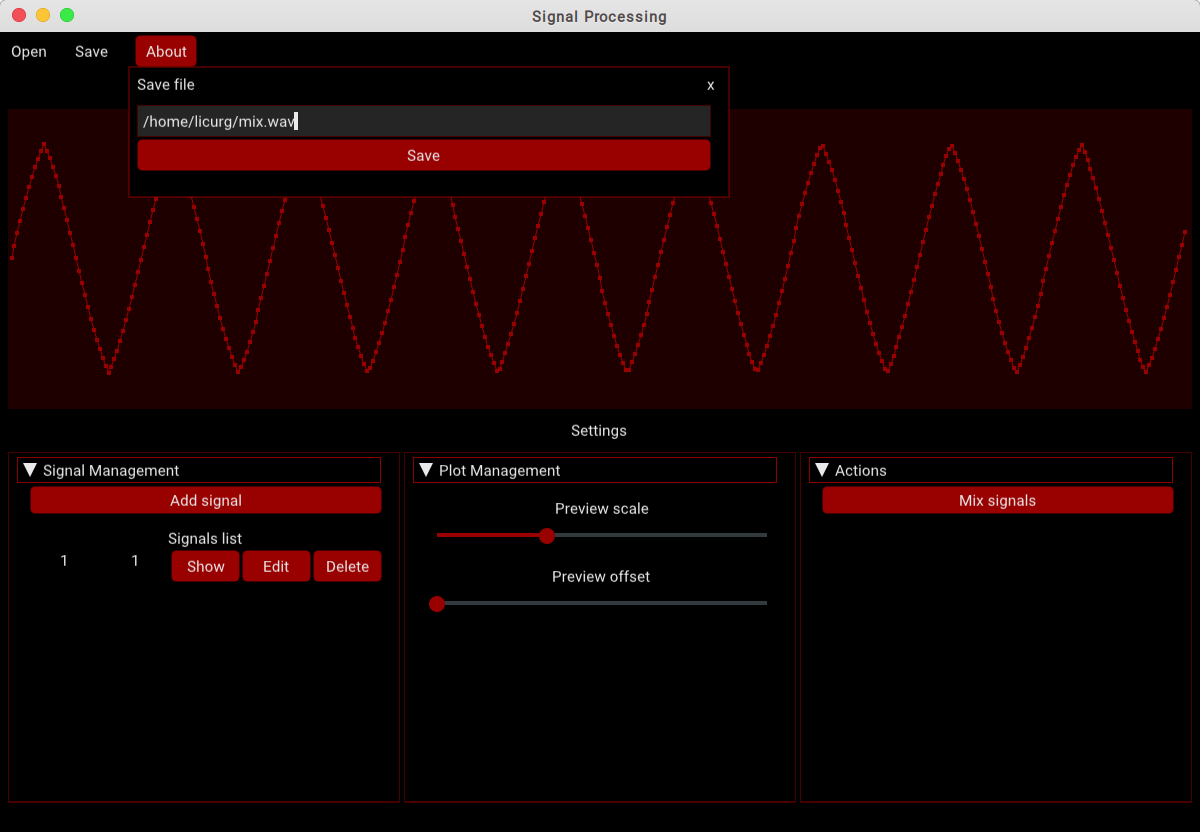 Signal Processing
Open Save About
Save file x
/home/licurg/mix.wav
Save
Settings
Signal Management
Add signal
Signals list
1 1 Show Edit Delete
Plot Management
Preview scale
Preview offset
Actions
Mix signals